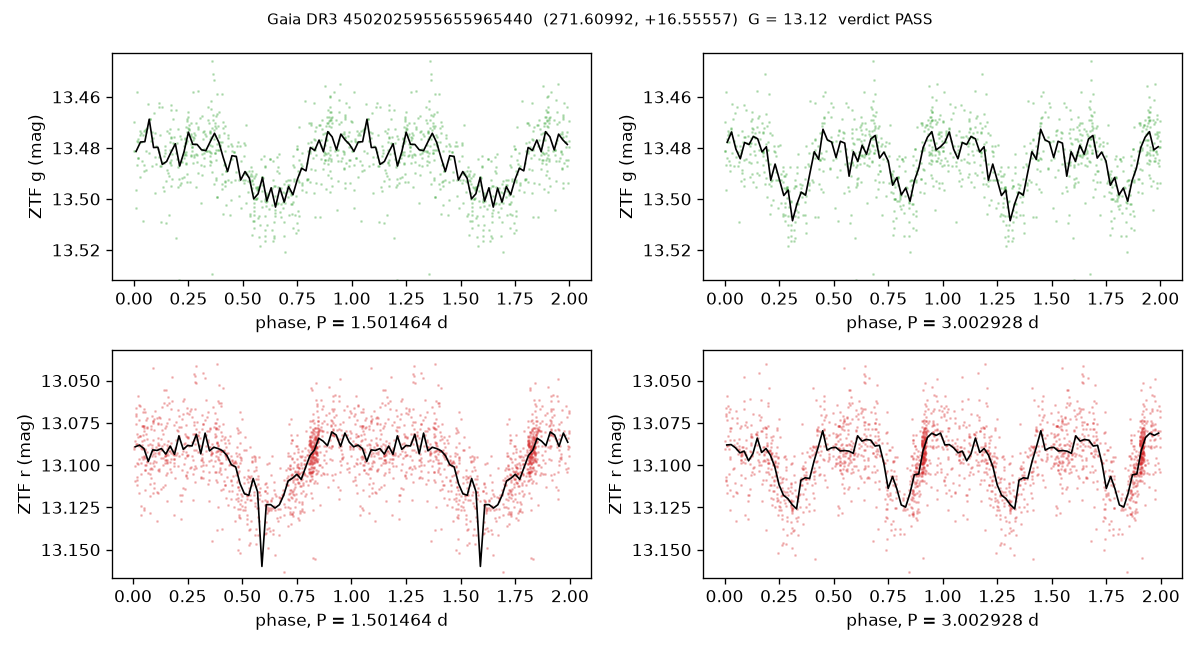 Gaia DR3 4502025955655965440  (271.60992, +16.55557)  G = 13.12  verdict PASS
ZTF g (mag)
13.46
13.48
13.50
13.52
0.00 0.25 0.50 0.75 1.00 1.25 1.50 1.75 2.00
phase, P = 1.501464 d
ZTF g (mag)
13.46
13.48
13.50
13.52
0.00 0.25 0.50 0.75 1.00 1.25 1.50 1.75 2.00
phase, P = 3.002928 d
ZTF r (mag)
13.050
13.075
13.100
13.125
13.150
0.00 0.25 0.50 0.75 1.00 1.25 1.50 1.75 2.00
phase, P = 1.501464 d
ZTF r (mag)
13.050
13.075
13.100
13.125
13.150
0.00 0.25 0.50 0.75 1.00 1.25 1.50 1.75 2.00
phase, P = 3.002928 d